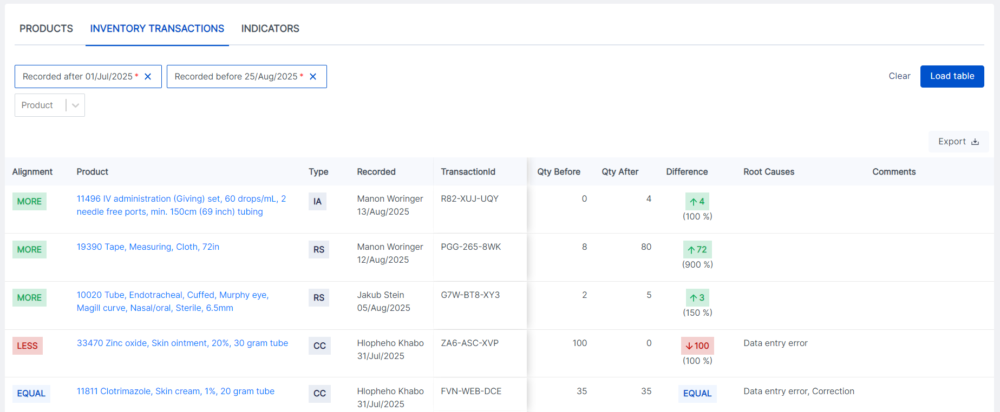 PRODUCTS INVENTORY TRANSACTIONS INDICATORS
Recorded after 01/Jul/2025 * Recorded before 25/Aug/2025 * Clear Load table
Product
Export
Alignment Product Type Recorded TransactionId Qty Before Qty After Difference Root Causes Comments
MORE 11496 IV administration (Giving) set, 60 drops/mL, 2 IA Manon Woringer R82-XUJ-UQY 0 4 ↑ 4
needle free ports, min. 150cm (69 inch) tubing 13/Aug/2025 (100 %)
MORE 19390 Tape, Measuring, Cloth, 72in RS Manon Woringer PGG-265-8WK 8 80 ↑ 72
12/Aug/2025 (900 %)
MORE 10020 Tube, Endotracheal, Cuffed, Murphy eye, RS Jakub Stein G7W-BT8-XY3 2 5 ↑ 3
Magill curve, Nasal/oral, Sterile, 6.5mm 05/Aug/2025 (150 %)
LESS 33470 Zinc oxide, Skin ointment, 20%, 30 gram tube CC Hlopheho Khabo ZA6-ASC-XVP 100 0 ↓ 100 Data entry error
31/Jul/2025 (100 %)
EQUAL 11811 Clotrimazole, Skin cream, 1%, 20 gram tube CC Hlopheho Khabo FVN-WEB-DCE 35 35 EQUAL Data entry error, Correction
31/Jul/2025